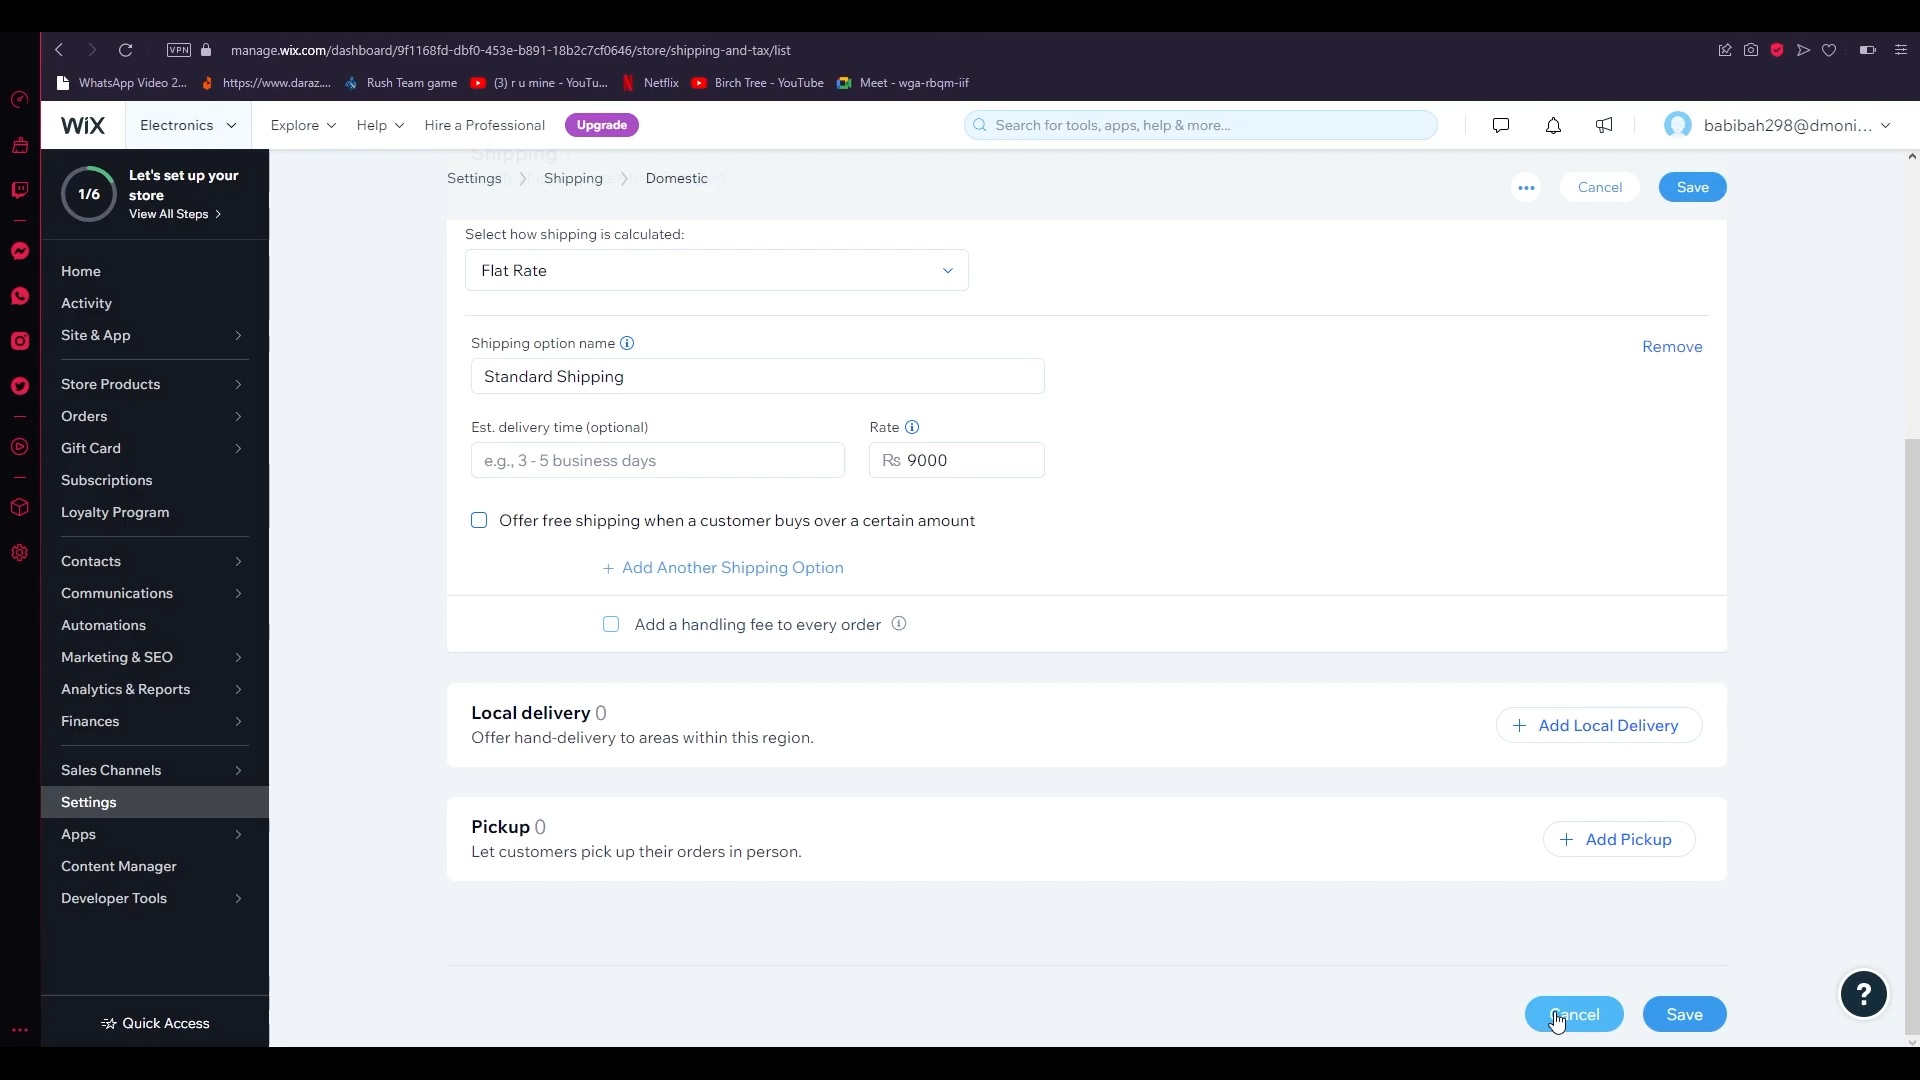 VPN
manage.wix.com/dashboard/9f1168fd-dbf0-453e-b891-18b2c7cf0646/store/shipping-and-tax/list
WhatsApp Video 2...
https://www.daraz....
Rush Team game
(3) r u mine - YouTu...
Netflix
Birch Tree - YouTube
Meet - wga-rbqm-iif
WiX
Electronics
Explore
Help
Hire a Professional
Upgrade
Search for tools, apps, help & more...
babibah298@dmoni...
1/6
Let's set up your
store
View All Steps
Home
Activity
Site & App
Store Products
Orders
Gift Card
Subscriptions
Loyalty Program
Contacts
Communications
Automations
Marketing & SEO
Analytics & Reports
Finances
Sales Channels
Settings
Apps
Content Manager
Developer Tools
Quick Access
Shipping
Settings > Shipping > Domestic
Cancel
Save
Select how shipping is calculated:
Flat Rate
Shipping option name
Remove
Standard Shipping
Est. delivery time (optional)
Rate
e.g., 3 - 5 business days
Rs 9000
Offer free shipping when a customer buys over a certain amount
+ Add Another Shipping Option
Add a handling fee to every order
Local delivery 0
Offer hand-delivery to areas within this region.
+ Add Local Delivery
Pickup 0
Let customers pick up their orders in person.
+ Add Pickup
Cancel
Save
?